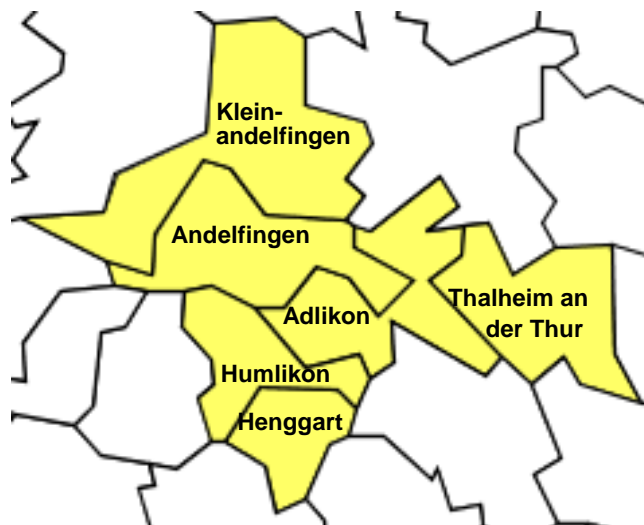 Klein-
andelfingen
Andelfingen
Thalheim an
der Thur
Adlikon
Humlikon
Henggart